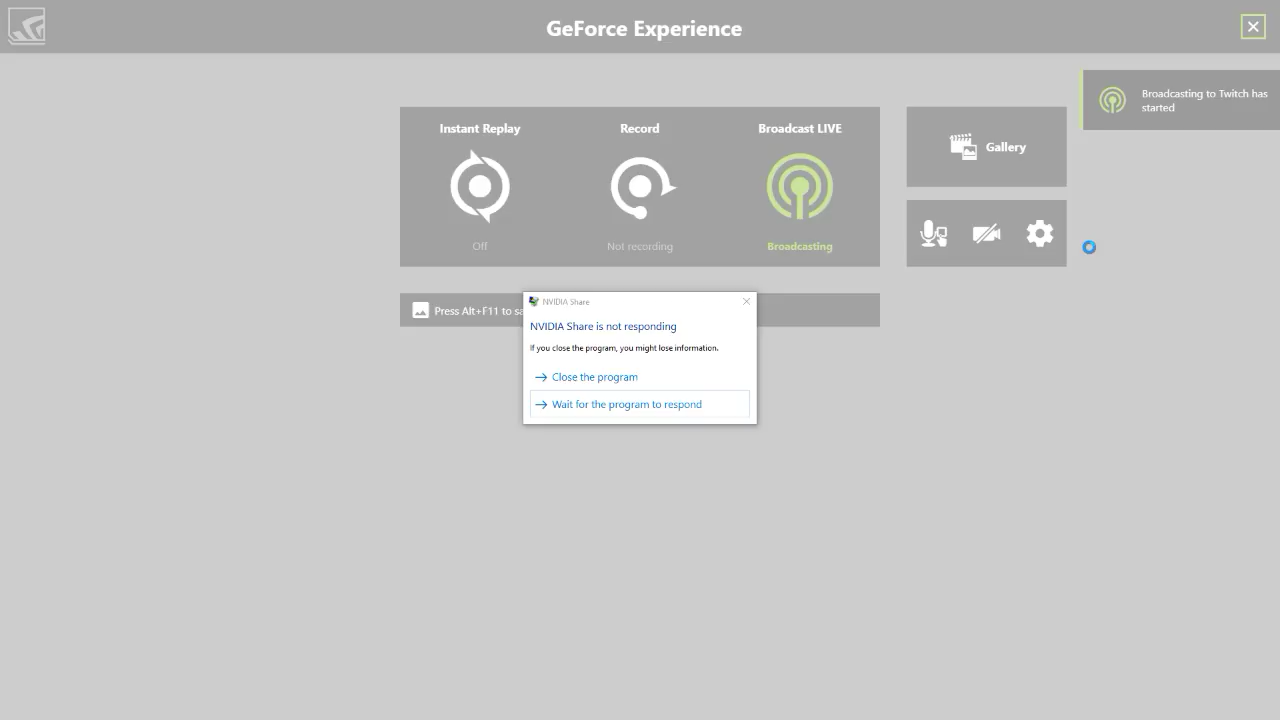 GeForce Experience
Broadcasting to Twitch has
started
Instant Replay
Record
Broadcast LIVE
Gallery
Off
Not recording
Broadcasting
Press Alt+F11 to
NVIDIA Share
NVIDIA Share is not responding
If you close the program, you might lose information.
Close the program
Wait for the program to respond